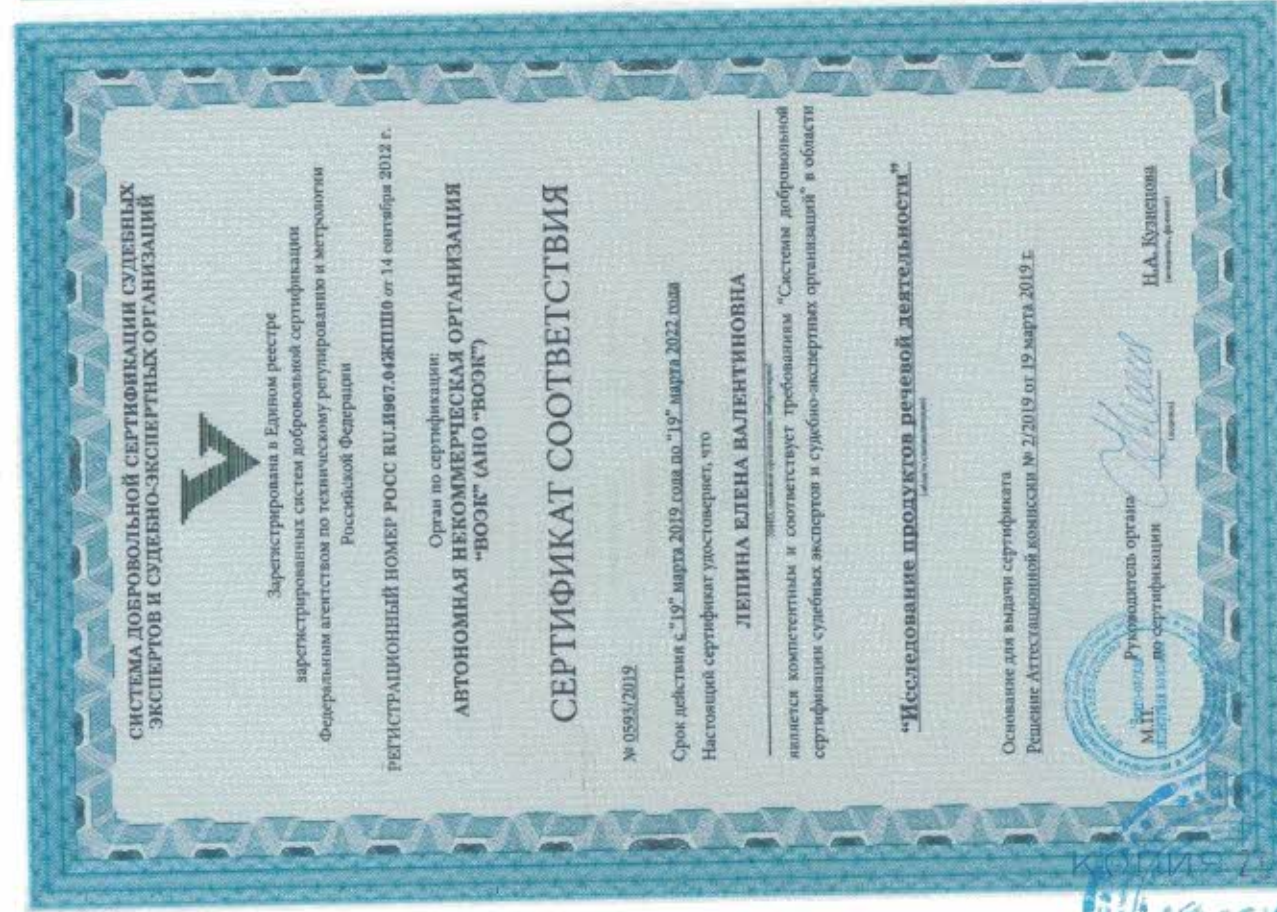 СИСТЕМА ДОБРОВОЛЬНОЙ СЕРТИФИКАЦИИ СУДЕБНЫХ
ЭКСПЕРТОВ И СУДЕБНО-ЭКСПЕРТНЫХ ОРГАНИЗАЦИЙ
Зарегистрирована в Едином реестре
зарегистрированных систем добровольной сертификации
Федеральным агентством по техническому регулированию и метрологии
Российской Федерации
РЕГИСТРАЦИОННЫЙ НОМЕР РОСС RU.И967.04ЖПШ0 от 14 сентября 2012 г.
Орган по сертификации:
АВТОНОМНАЯ НЕКОММЕРЧЕСКАЯ ОРГАНИЗАЦИЯ
"ВОЭК" (АНО "ВОЭК")
СЕРТИФИКАТ СООТВЕТСТВИЯ
№ 0593/2019
Срок действия с "19" марта 2019 года по "19" марта 2022 года
Настоящий сертификат удостоверяет, что
ЛЕПИНА ЕЛЕНА ВАЛЕНТИНОВНА
является компетентным и соответствует требованиям "Системы добровольной
сертификации судебных экспертов и судебно-экспертных организаций" в области
"Исследование продуктов речевой деятельности"
Основание для выдачи сертификата
Решение Аттестационной комиссии № 2/2019 от 19 марта 2019 г.
Руководитель органа
М.П. по сертификации Н.А. Кузнецова
(подпись)
КОПИЯ